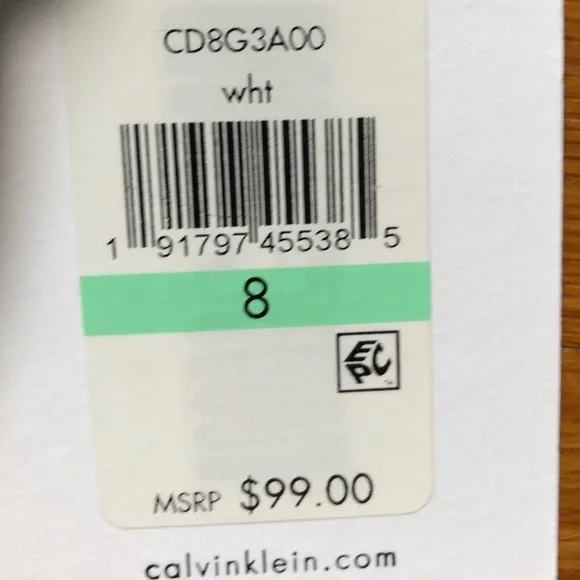 CD8G3A00
wht
1 91797 45538 5
8
EPC
MSRP $99.00
calvinklein.com